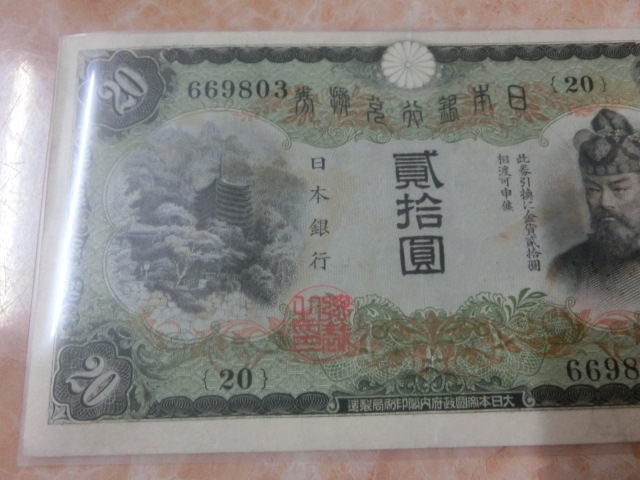 20
669803
日本銀行兌換券
{20}
日本銀行
貳拾圓
此券引換に金貨貳拾圓
相渡可申候
20
{20}
6698
大日本帝國政府内閣印刷局製造